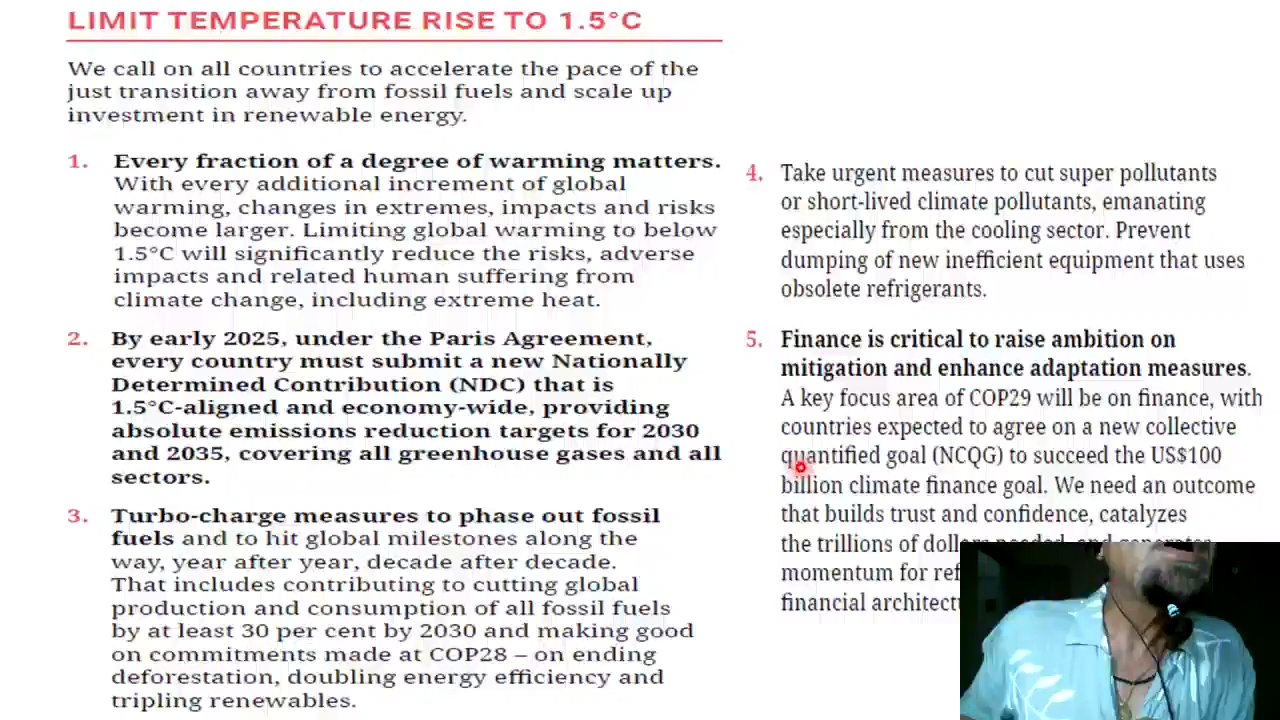 LIMIT TEMPERATURE RISE TO 1.5°C
We call on all countries to accelerate the pace of the
just transition away from fossil fuels and scale up
investment in renewable energy.
1. Every fraction of a degree of warming matters.
With every additional increment of global
warming, changes in extremes, impacts and risks
become larger. Limiting global warming to below
1.5°C will significantly reduce the risks, adverse
impacts and related human suffering from
climate change, including extreme heat.
2. By early 2025, under the Paris Agreement,
every country must submit a new Nationally
Determined Contribution (NDC) that is
1.5°C-aligned and economy-wide, providing
absolute emissions reduction targets for 2030
and 2035, covering all greenhouse gases and all
sectors.
3. Turbo-charge measures to phase out fossil
fuels and to hit global milestones along the
way, year after year, decade after decade.
That includes contributing to cutting global
production and consumption of all fossil fuels
by at least 30 per cent by 2030 and making good
on commitments made at COP28 – on ending
deforestation, doubling energy efficiency and
tripling renewables.
4. Take urgent measures to cut super pollutants
or short-lived climate pollutants, emanating
especially from the cooling sector. Prevent
dumping of new inefficient equipment that uses
obsolete refrigerants.
5. Finance is critical to raise ambition on
mitigation and enhance adaptation measures.
A key focus area of COP29 will be on finance, with
countries expected to agree on a new collective
quantified goal (NCQG) to succeed the US$100
billion climate finance goal. We need an outcome
that builds trust and confidence, catalyzes
the trillions of dollars needed, and generates
momentum for
financial